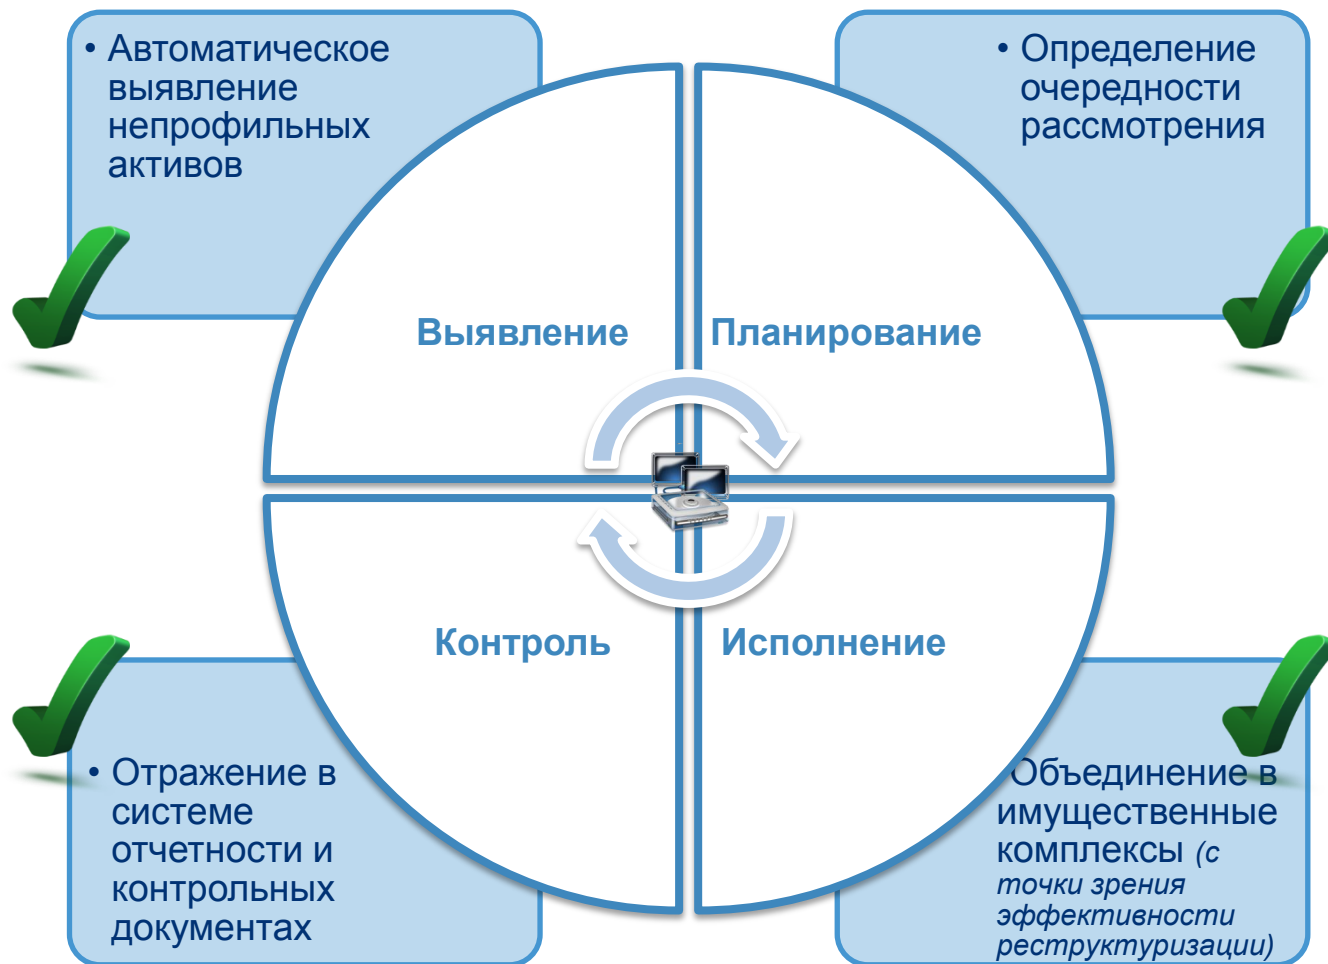 • Автоматическое
выявление
непрофильных
активов
• Определение
очередности
рассмотрения
Выявление
Планирование
Контроль
Исполнение
• Отражение в
системе
отчетности и
контрольных
документах
Объединение в
имущественные
комплексы (с
точки зрения
эффективности
реструктуризации)